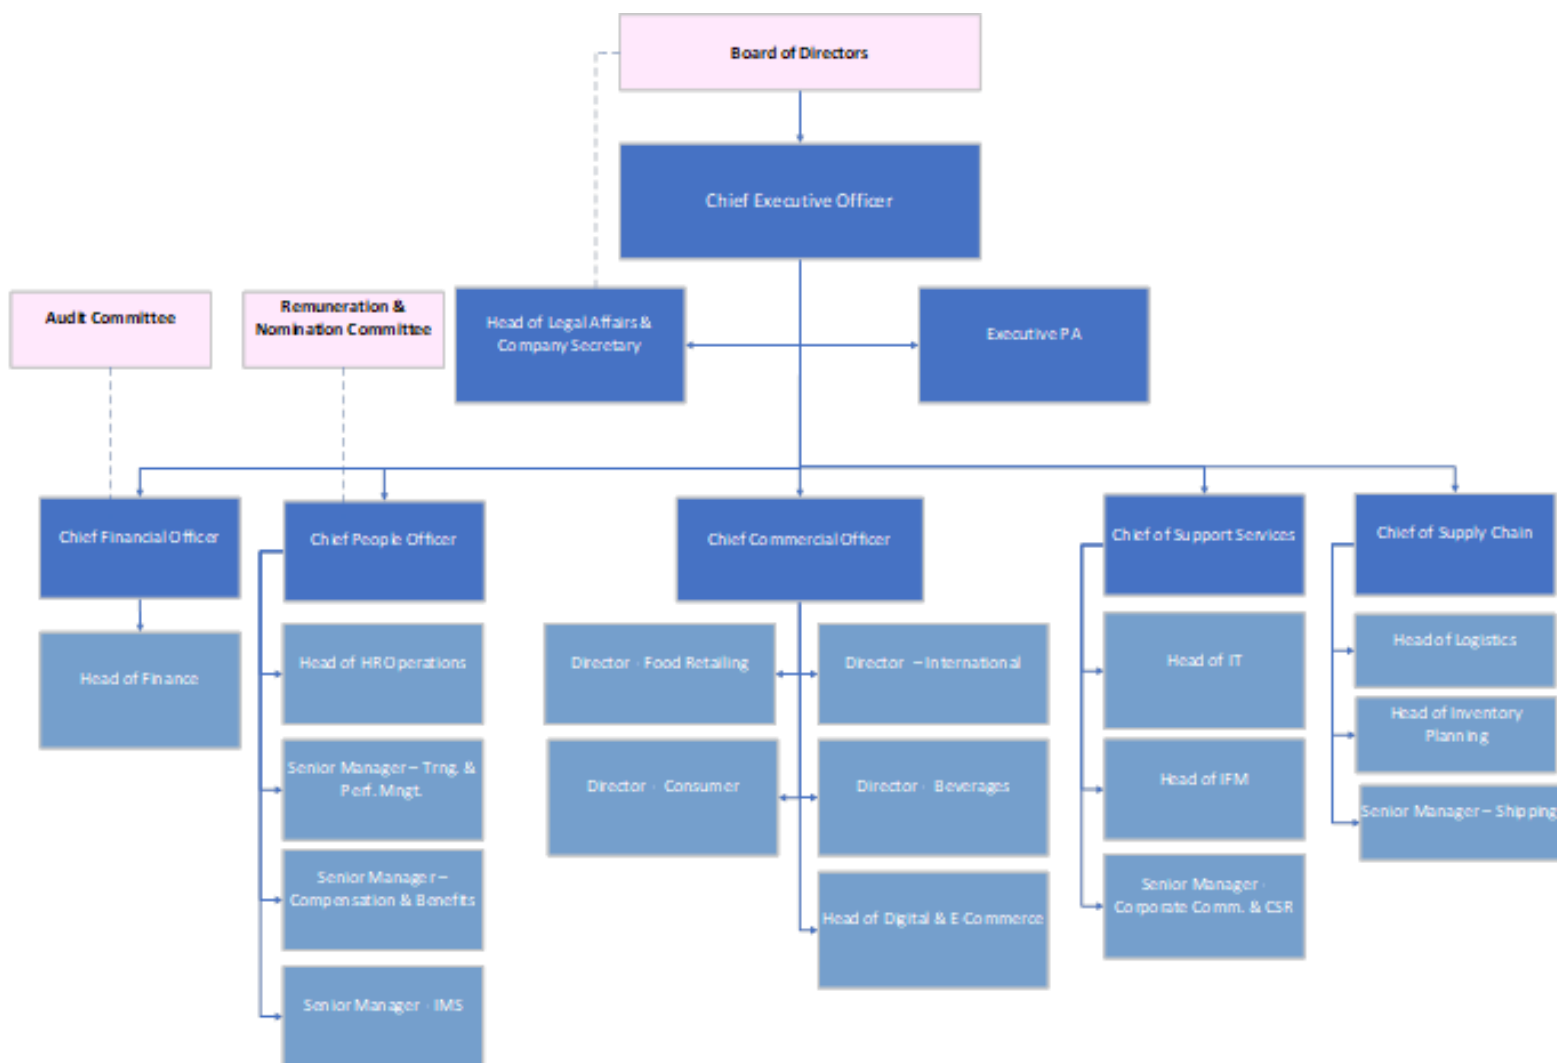 Board of Directors
Chief Executive Officer
Audit Committee
Remuneration &
Nomination Committee
Head of Legal Affairs &
Company Secretary
Executive PA
Chief Financial Officer
Chief People Officer
Chief Commercial Officer
Chief of Support Services
Chief of Supply Chain
Head of Finance
Head of HR Operations
Senior Manager – Trng. &
Perf. Mngt.
Senior Manager –
Compensation & Benefits
Senior Manager - IMS
Director - Food Retailing
Director – International
Director - Consumer
Director - Beverages
Head of Digital & E-Commerce
Head of IT
Head of IFM
Senior Manager -
Corporate Comm. & CSR
Head of Logistics
Head of Inventory
Planning
Senior Manager – Shipping